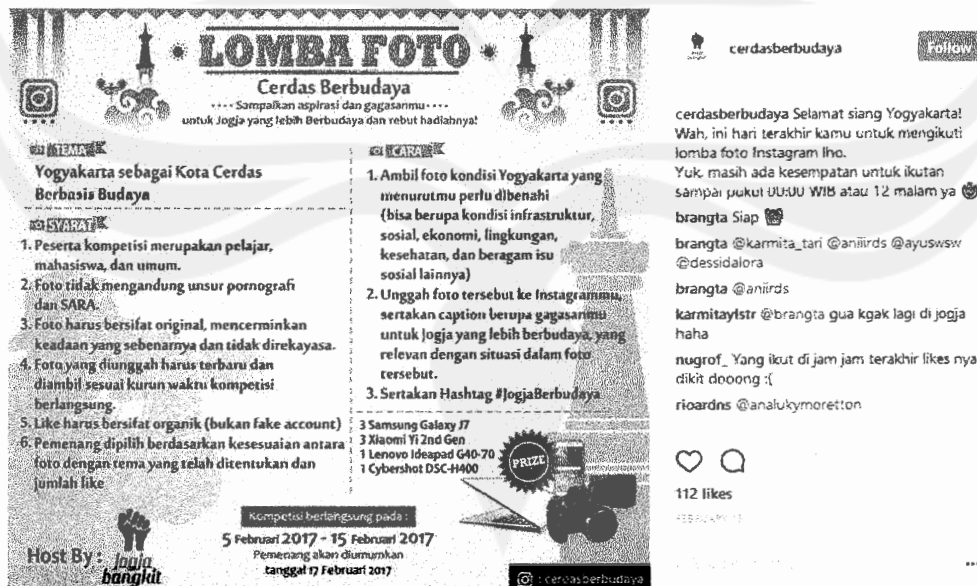 LOMBA FOTO
Cerdas Berbudaya
Sampaikan aspirasi dan gagasanmu
untuk Jogja yang lebih Berbudaya dan rebut hadiahnya!
TEMA
Yogyakarta sebagai Kota Cerdas
Berbasis Budaya
SYARAT
1. Peserta kompetisi merupakan pelajar,
mahasiswa, dan umum.
2. Foto tidak mengandung unsur pornografi
dan SARA.
3. Foto harus bersifat original, mencerminkan
keadaan yang sebenarnya dan tidak direkayasa.
4. Foto yang diunggah harus terbaru dan
diambil sesuai kurun waktu kompetisi
berlangsung.
5. Like harus bersifat organik (bukan fake account)
6. Pemenang dipilih berdasarkan kesesuaian antara
foto dengan tema yang telah ditentukan dan
jumlah like
CARA
1. Ambil foto kondisi Yogyakarta yang
menurutmu perlu dibenahi
(bisa berupa kondisi infrastruktur,
sosial, ekonomi, lingkungan,
kesehatan, dan beragam isu
sosial lainnya)
2. Unggah foto tersebut ke Instagrammu,
sertakan caption berupa gagasanmu
untuk Jogja yang lebih berbudaya, yang
relevan dengan situasi dalam foto
tersebut.
3. Sertakan Hashtag #JogjaBerbudaya
3 Samsung Galaxy J7
3 Xiaomi Yi 2nd Gen
1 Lenovo Ideapad G40-70
1 Cybershot DSC-H400
PRIZE
Kompetisi berlangsung pada :
5 Februari 2017 - 15 Februari 2017
Pemenang akan diumumkan
tanggal 17 Februari 2017
Host By :
Jogja
bangkit
: cerdasberbudaya
cerdasberbudaya
Follow
cerdasberbudaya Selamat siang Yogyakarta!
Wah, ini hari terakhir kamu untuk mengikuti
lomba foto Instagram lho.
Yuk, masih ada kesempatan untuk ikutan
sampai pukul 00:00 WIB atau 12 malam ya
brangta Siap
brangta @karmita_tari @aniiirds @ayuswsw
@dessidalora
brangta @aniirds
karmitaylstr @brangta gua kgak lagi di jogja
haha
nugrof_ Yang ikut di jam jam terakhir likes nya
dikit dooong :(
rioardns @analukymoretton
112 likes